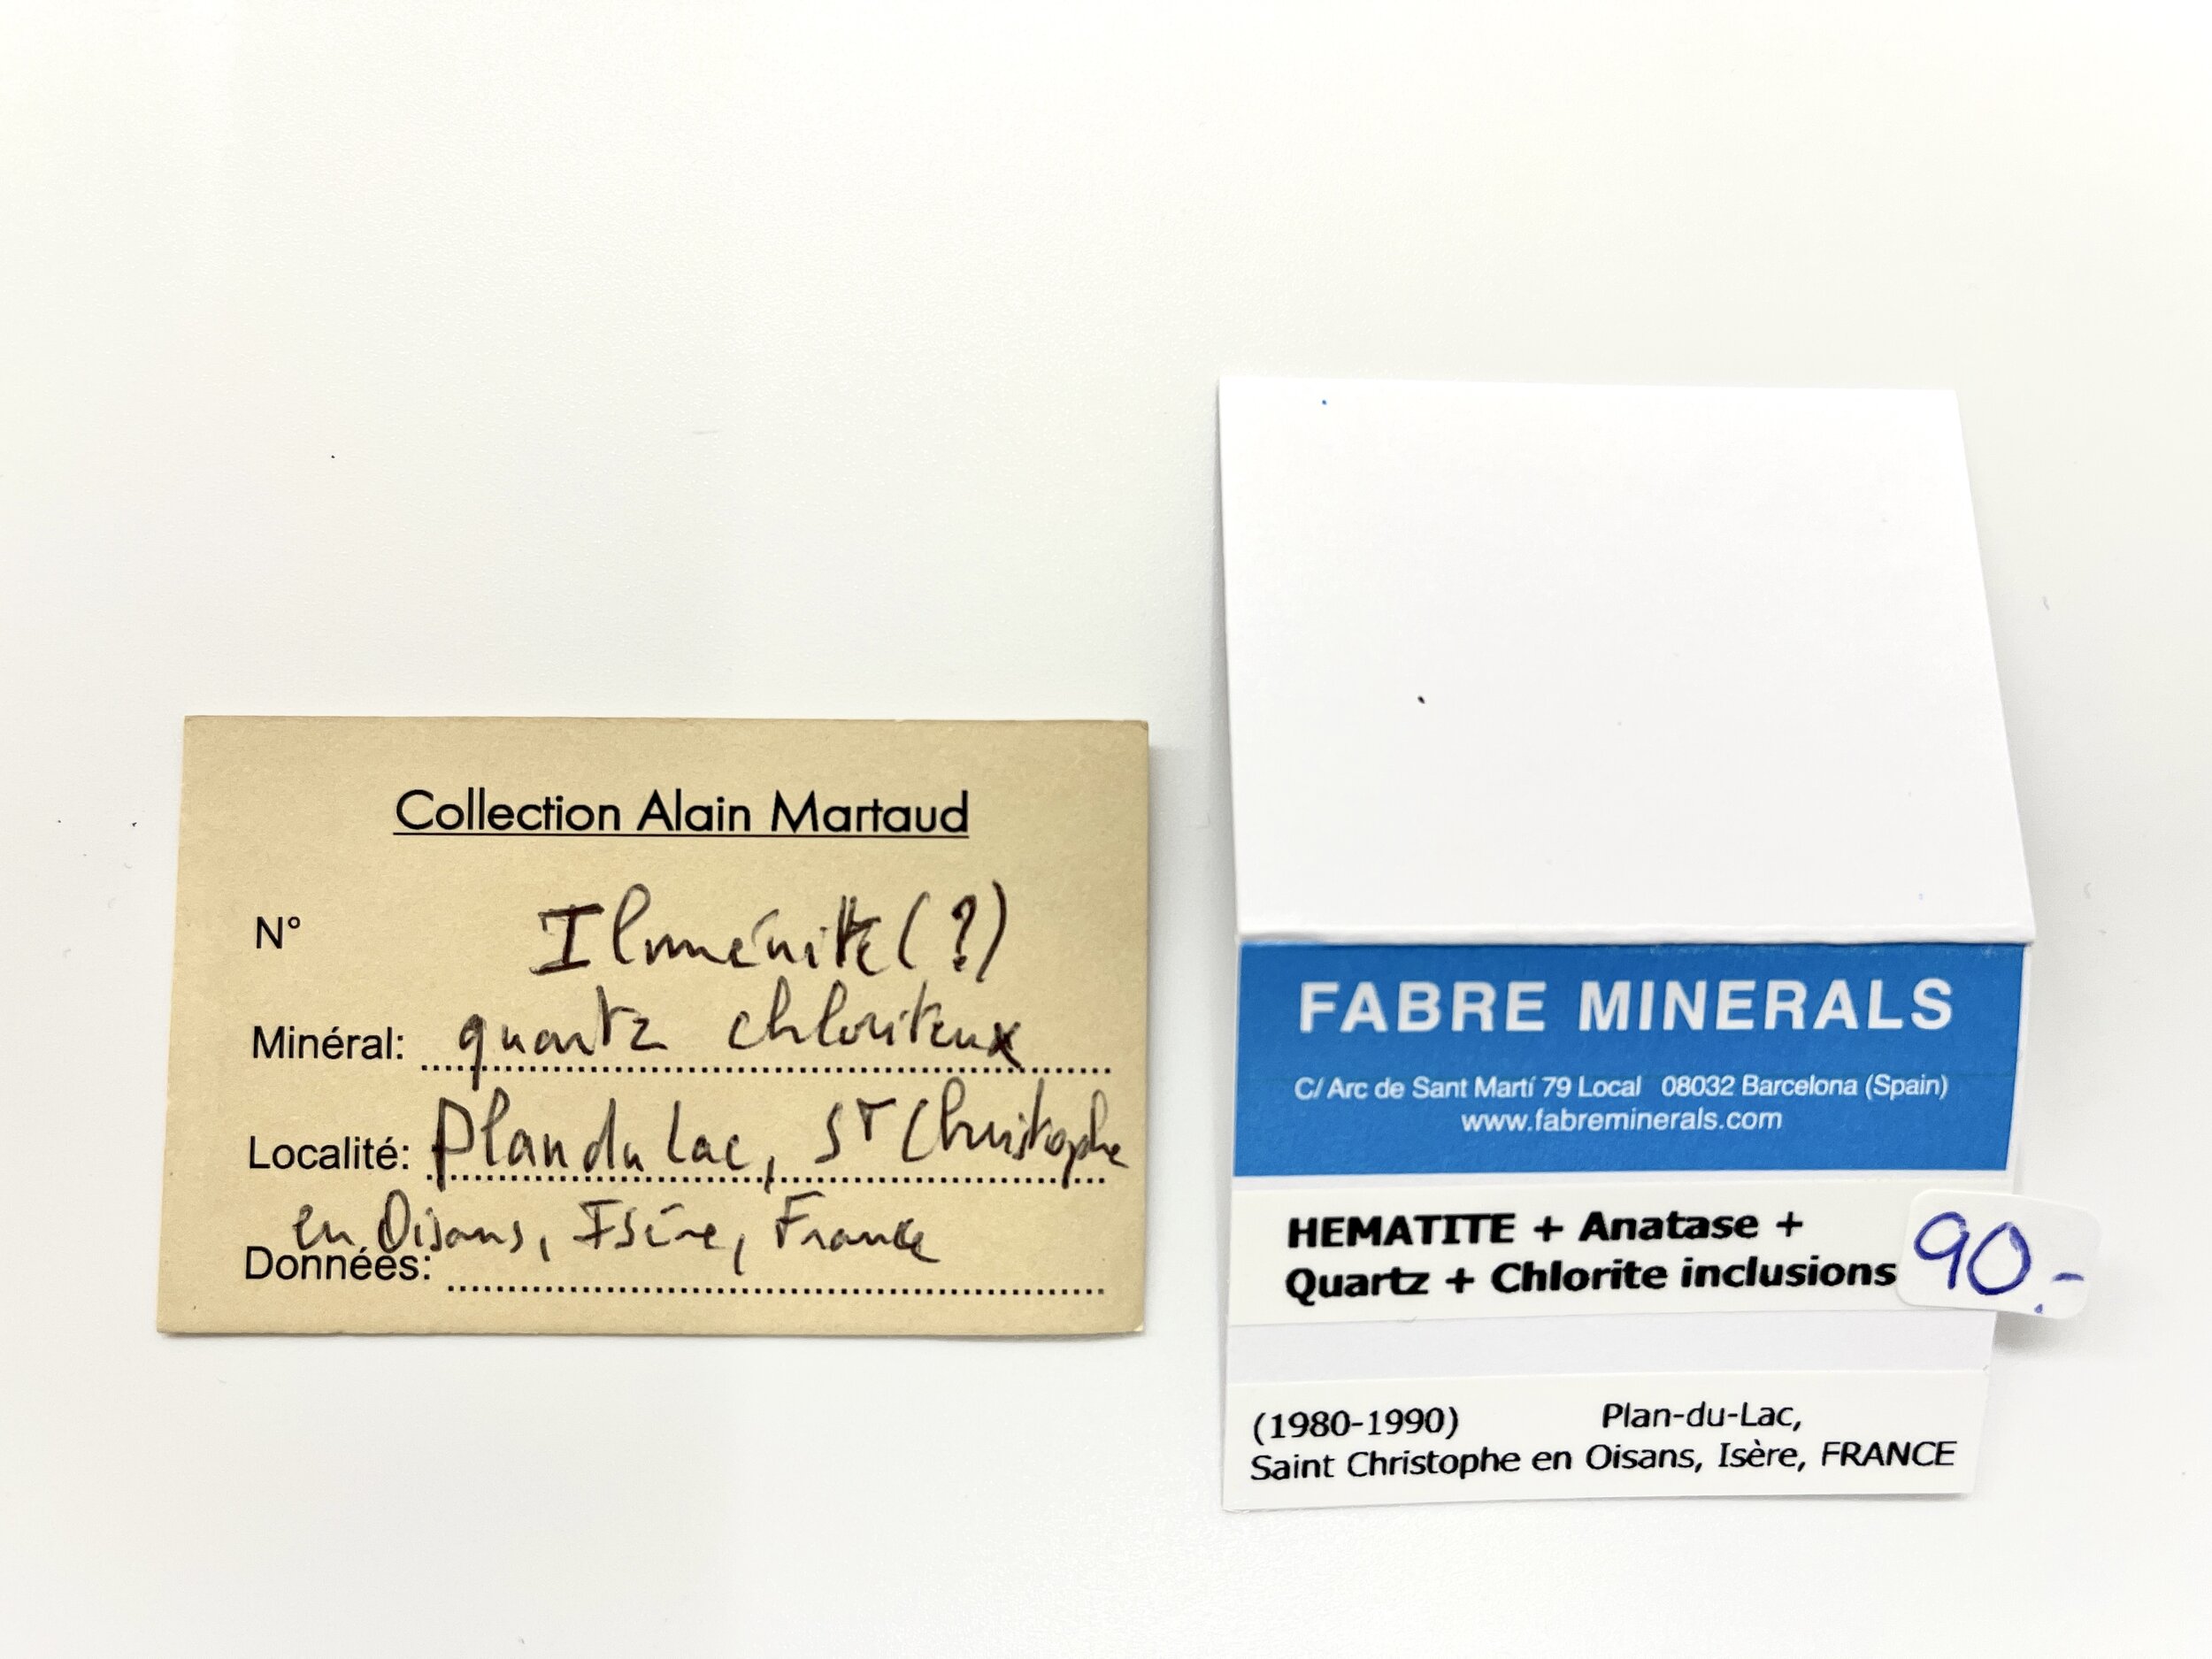 Collection Alain Martaud
N° Ilménite (?)
Minéral: quartz chloriteux
Localité: Plan du Lac, St Christophe
en Oisans, Isère, France
Données:
FABRE MINERALS
C/ Arc de Sant Martí 79 Local 08032 Barcelona (Spain)
www.fabreminerals.com
HEMATITE + Anatase +
Quartz + Chlorite inclusions
90.-
(1980-1990) Plan-du-Lac,
Saint Christophe en Oisans, Isère, FRANCE